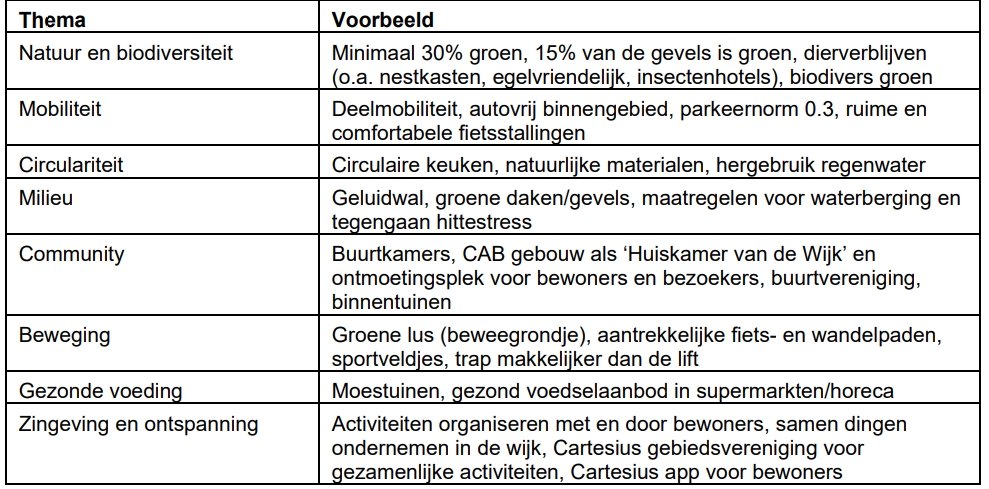 Thema
Voorbeeld
Natuur en biodiversiteit
Minimaal 30% groen, 15% van de gevels is groen, dierverblijven
(o.a. nestkasten, egelvriendelijk, insectenhotels), biodivers groen
Mobiliteit
Deelmobiliteit, autovrij binnengebied, parkeernorm 0.3, ruime en
comfortabele fietsstallingen
Circulariteit
Circulaire keuken, natuurlijke materialen, hergebruik regenwater
Milieu
Geluidwal, groene daken/gevels, maatregelen voor waterberging en
tegengaan hittestress
Community
Buurtkamers, CAB gebouw als ‘Huiskamer van de Wijk’ en
ontmoetingsplek voor bewoners en bezoekers, buurtvereniging,
binnentuinen
Beweging
Groene lus (beweegrondje), aantrekkelijke fiets- en wandelpaden,
sportveldjes, trap makkelijker dan de lift
Gezonde voeding
Moestuinen, gezond voedselaanbod in supermarkten/horeca
Zingeving en ontspanning
Activiteiten organiseren met en door bewoners, samen dingen
ondernemen in de wijk, Cartesius gebiedsvereniging voor
gezamenlijke activiteiten, Cartesius app voor bewoners